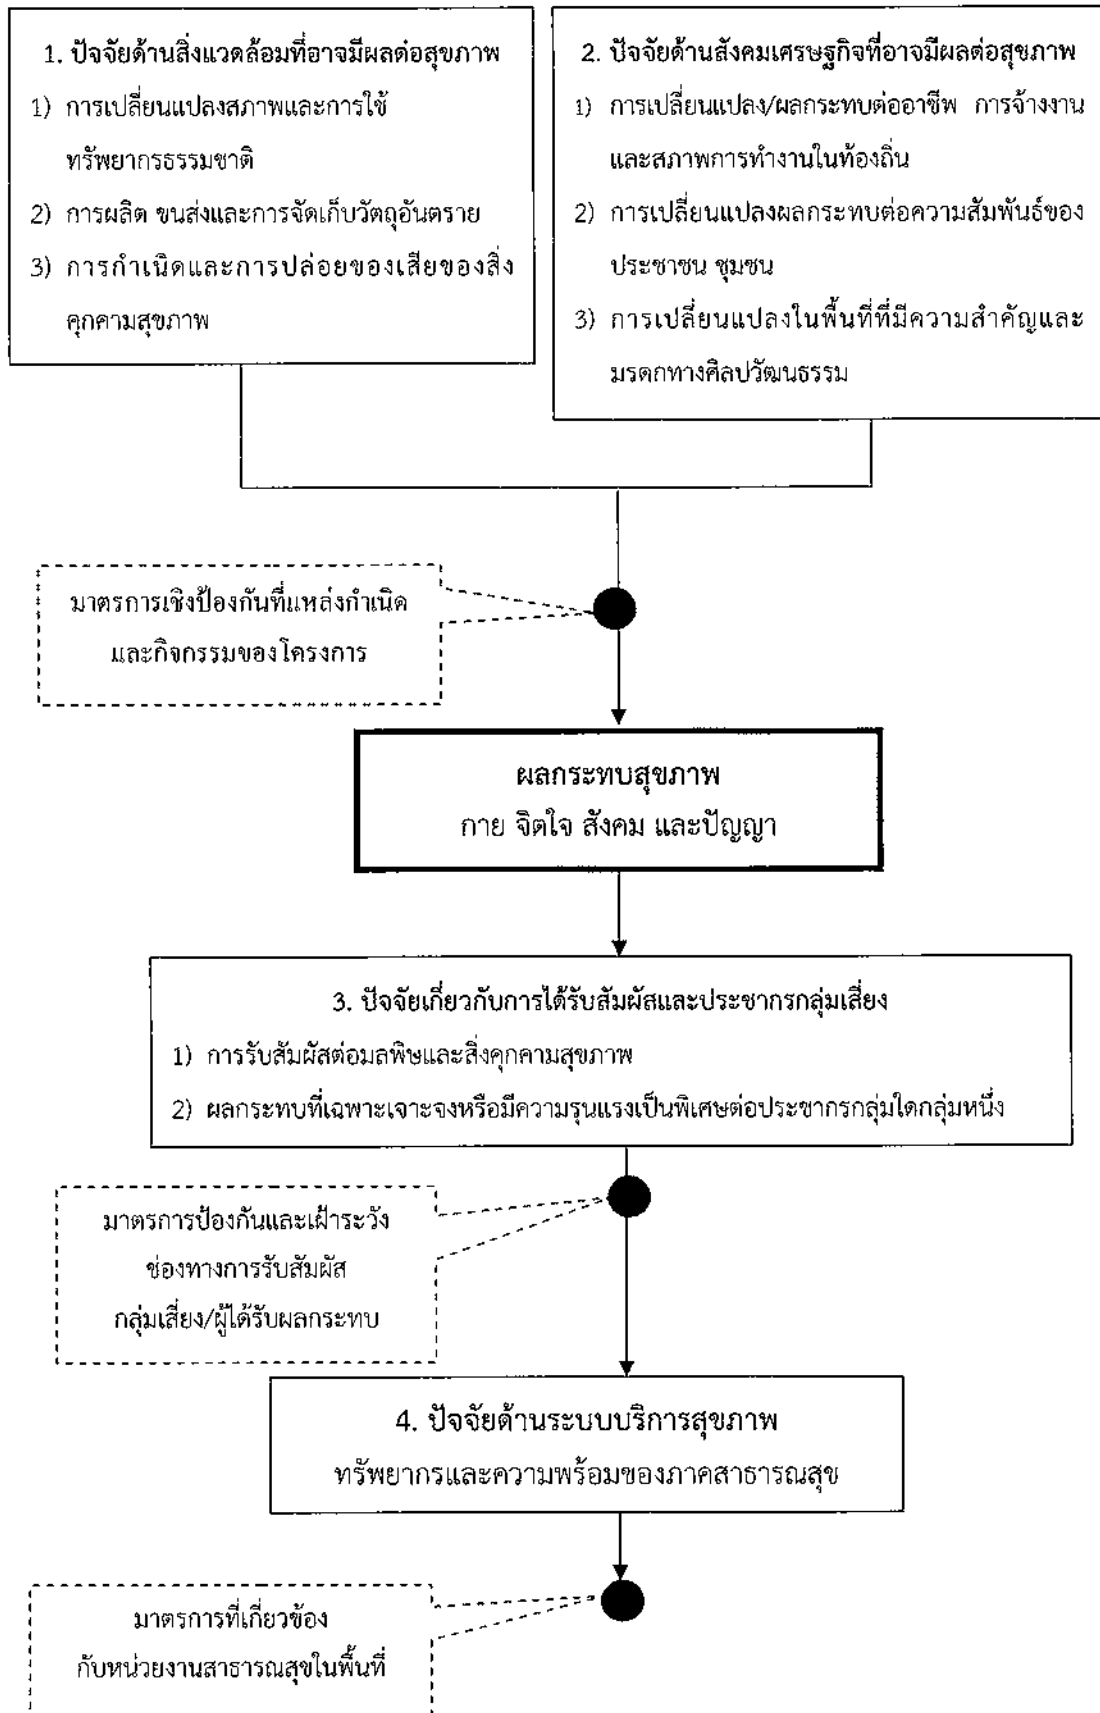 1. ปัจจัยด้านสิ่งแวดล้อมที่อาจมีผลต่อสุขภาพ
1) การเปลี่ยนแปลงสภาพและการใช้
ทรัพยากรธรรมชาติ
2) การผลิต ขนส่งและการจัดเก็บวัตถุอันตราย
3) การกำเนิดและการปล่อยของเสียของสิ่ง
คุกคามสุขภาพ
2. ปัจจัยด้านสังคมเศรษฐกิจที่อาจมีผลต่อสุขภาพ
1) การเปลี่ยนแปลง/ผลกระทบต่ออาชีพ การจ้างงาน
และสภาพการทำงานในท้องถิ่น
2) การเปลี่ยนแปลงผลกระทบต่อความสัมพันธ์ของ
ประชาชน ชุมชน
3) การเปลี่ยนแปลงในพื้นที่ที่มีความสำคัญและ
มรดกทางศิลปวัฒนธรรม
มาตรการเชิงป้องกันที่แหล่งกำเนิด
และกิจกรรมของโครงการ
ผลกระทบสุขภาพ
กาย จิตใจ สังคม และปัญญา
3. ปัจจัยเกี่ยวกับการได้รับสัมผัสและประชากรกลุ่มเสี่ยง
1) การรับสัมผัสต่อมลพิษและสิ่งคุกคามสุขภาพ
2) ผลกระทบที่เฉพาะเจาะจงหรือมีความรุนแรงเป็นพิเศษต่อประชากรกลุ่มใดกลุ่มหนึ่ง
มาตรการป้องกันและเฝ้าระวัง
ช่องทางการรับสัมผัส
กลุ่มเสี่ยง/ผู้ได้รับผลกระทบ
4. ปัจจัยด้านระบบบริการสุขภาพ
ทรัพยากรและความพร้อมของภาคสาธารณสุข
มาตรการที่เกี่ยวข้อง
กับหน่วยงานสาธารณสุขในพื้นที่